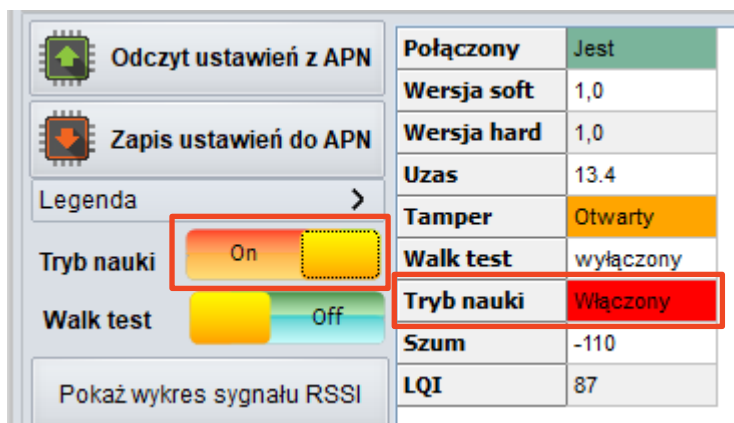 Odczyt ustawień z APN
Zapis ustawień do APN
Legenda
Tryb nauki On
Walk test Off
Pokaż wykres sygnału RSSI
Połączony Jest
Wersja soft 1,0
Wersja hard 1,0
Uzas 13.4
Tamper Otwarty
Walk test wyłączony
Tryb nauki Włączony
Szum -110
LQI 87